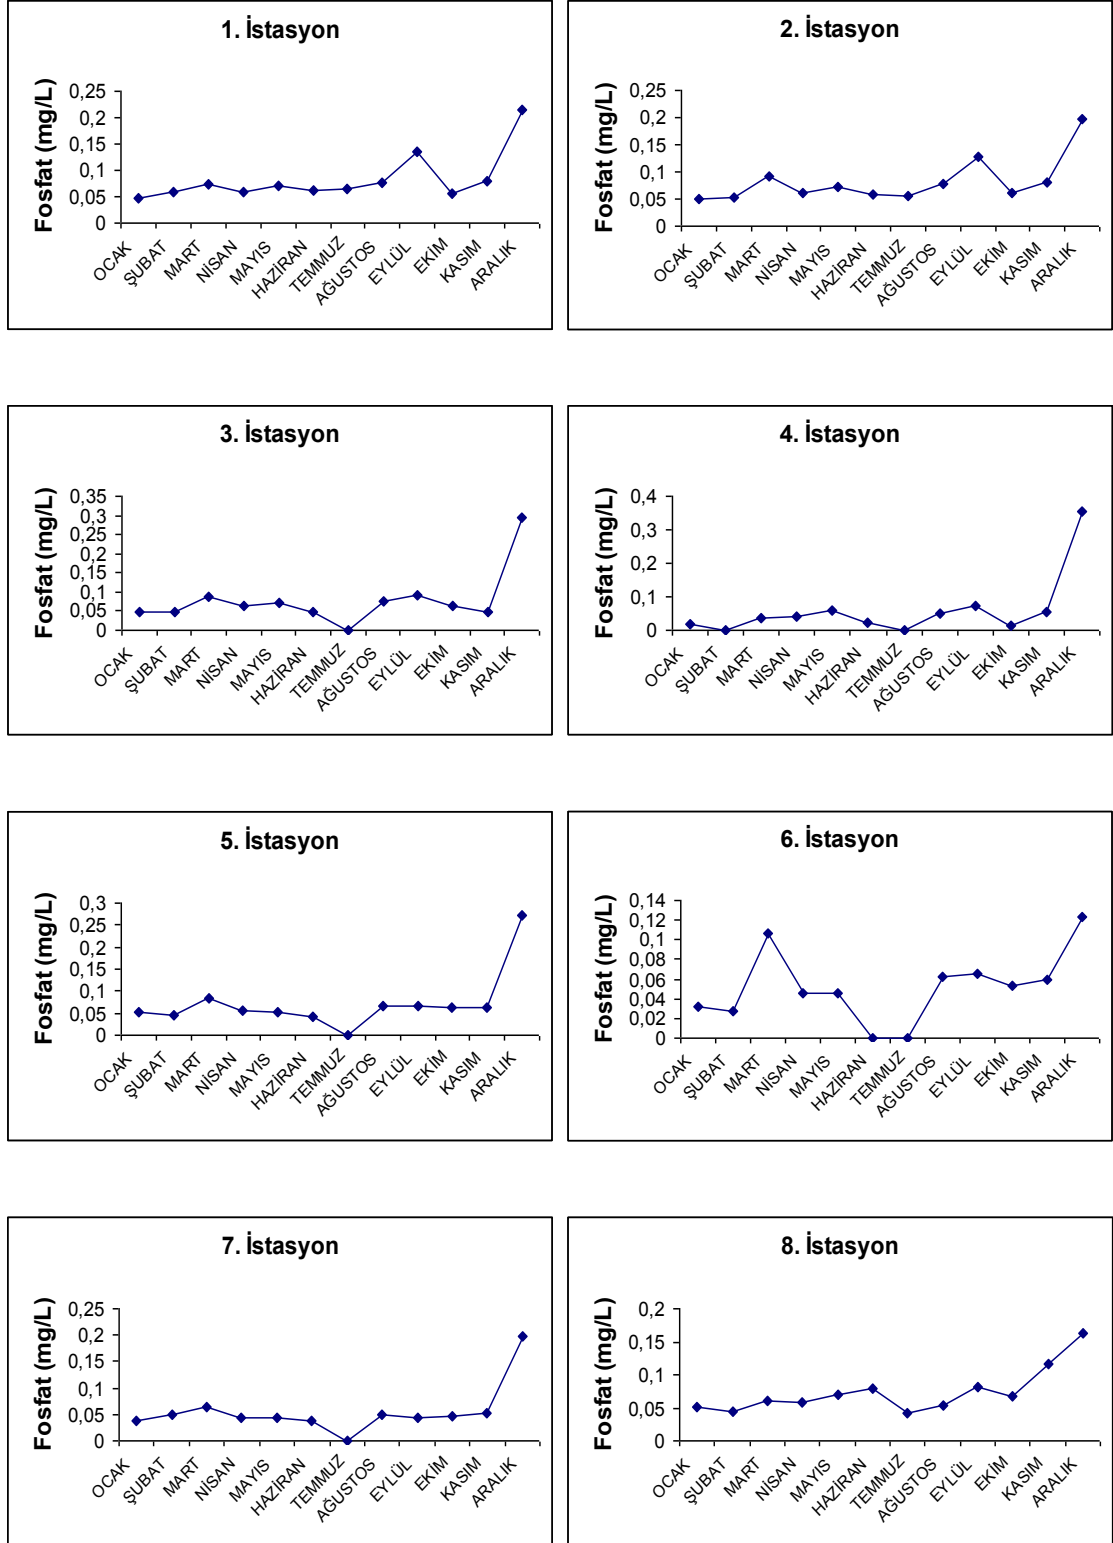 1. İstasyon
Fosfat (mg/L)
0,25
0,2
0,15
0,1
0,05
0
OCAK
ŞUBAT
MART
NİSAN
MAYIS
HAZİRAN
TEMMUZ
AĞUSTOS
EYLÜL
EKİM
KASIM
ARALIK
2. İstasyon
Fosfat (mg/L)
0,25
0,2
0,15
0,1
0,05
0
OCAK
ŞUBAT
MART
NİSAN
MAYIS
HAZİRAN
TEMMUZ
AĞUSTOS
EYLÜL
EKİM
KASIM
ARALIK
3. İstasyon
Fosfat (mg/L)
0,35
0,3
0,25
0,2
0,15
0,1
0,05
0
OCAK
ŞUBAT
MART
NİSAN
MAYIS
HAZİRAN
TEMMUZ
AĞUSTOS
EYLÜL
EKİM
KASIM
ARALIK
4. İstasyon
Fosfat (mg/L)
0,4
0,3
0,2
0,1
0
OCAK
ŞUBAT
MART
NİSAN
MAYIS
HAZİRAN
TEMMUZ
AĞUSTOS
EYLÜL
EKİM
KASIM
ARALIK
5. İstasyon
Fosfat (mg/L)
0,3
0,25
0,2
0,15
0,1
0,05
0
OCAK
ŞUBAT
MART
NİSAN
MAYIS
HAZİRAN
TEMMUZ
AĞUSTOS
EYLÜL
EKİM
KASIM
ARALIK
6. İstasyon
Fosfat (mg/L)
0,14
0,12
0,1
0,08
0,06
0,04
0,02
0
OCAK
ŞUBAT
MART
NİSAN
MAYIS
HAZİRAN
TEMMUZ
AĞUSTOS
EYLÜL
EKİM
KASIM
ARALIK
7. İstasyon
Fosfat (mg/L)
0,25
0,2
0,15
0,1
0,05
0
OCAK
ŞUBAT
MART
NİSAN
MAYIS
HAZİRAN
TEMMUZ
AĞUSTOS
EYLÜL
EKİM
KASIM
ARALIK
8. İstasyon
Fosfat (mg/L)
0,2
0,15
0,1
0,05
0
OCAK
ŞUBAT
MART
NİSAN
MAYIS
HAZİRAN
TEMMUZ
AĞUSTOS
EYLÜL
EKİM
KASIM
ARALIK